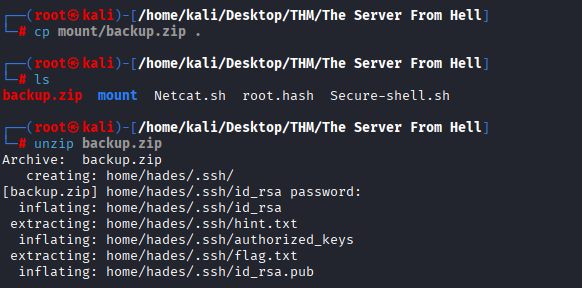 ┌──(root㉿kali)-[/home/kali/Desktop/THM/The Server From Hell]
└─# cp mount/backup.zip .
┌──(root㉿kali)-[/home/kali/Desktop/THM/The Server From Hell]
└─# ls
backup.zip  mount  Netcat.sh  root.hash  Secure-shell.sh
┌──(root㉿kali)-[/home/kali/Desktop/THM/The Server From Hell]
└─# unzip backup.zip
Archive:  backup.zip
   creating: home/hades/.ssh/
[backup.zip] home/hades/.ssh/id_rsa password:
  inflating: home/hades/.ssh/id_rsa
 extracting: home/hades/.ssh/hint.txt
  inflating: home/hades/.ssh/authorized_keys
 extracting: home/hades/.ssh/flag.txt
  inflating: home/hades/.ssh/id_rsa.pub